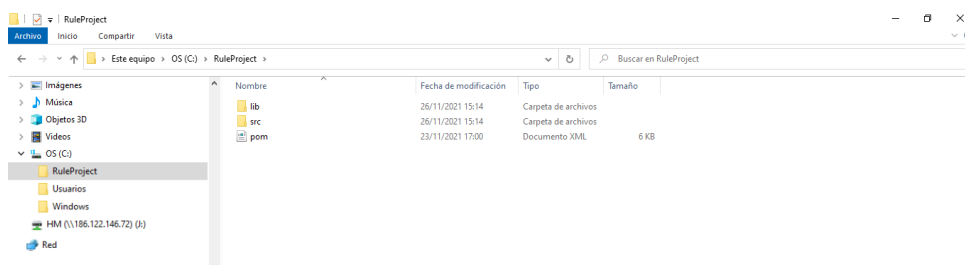 RuleProject
Archivo Inicio Compartir Vista
Este equipo > OS (C:) > RuleProject >
Buscar en RuleProject
Imágenes
Música
Objetos 3D
Videos
OS (C:)
RuleProject
Usuarios
Windows
HM (\\186.122.146.72) (J:)
Red
Nombre Fecha de modificación Tipo Tamaño
lib 26/11/2021 15:14 Carpeta de archivos
src 26/11/2021 15:14 Carpeta de archivos
pom 23/11/2021 17:00 Documento XML 6 KB